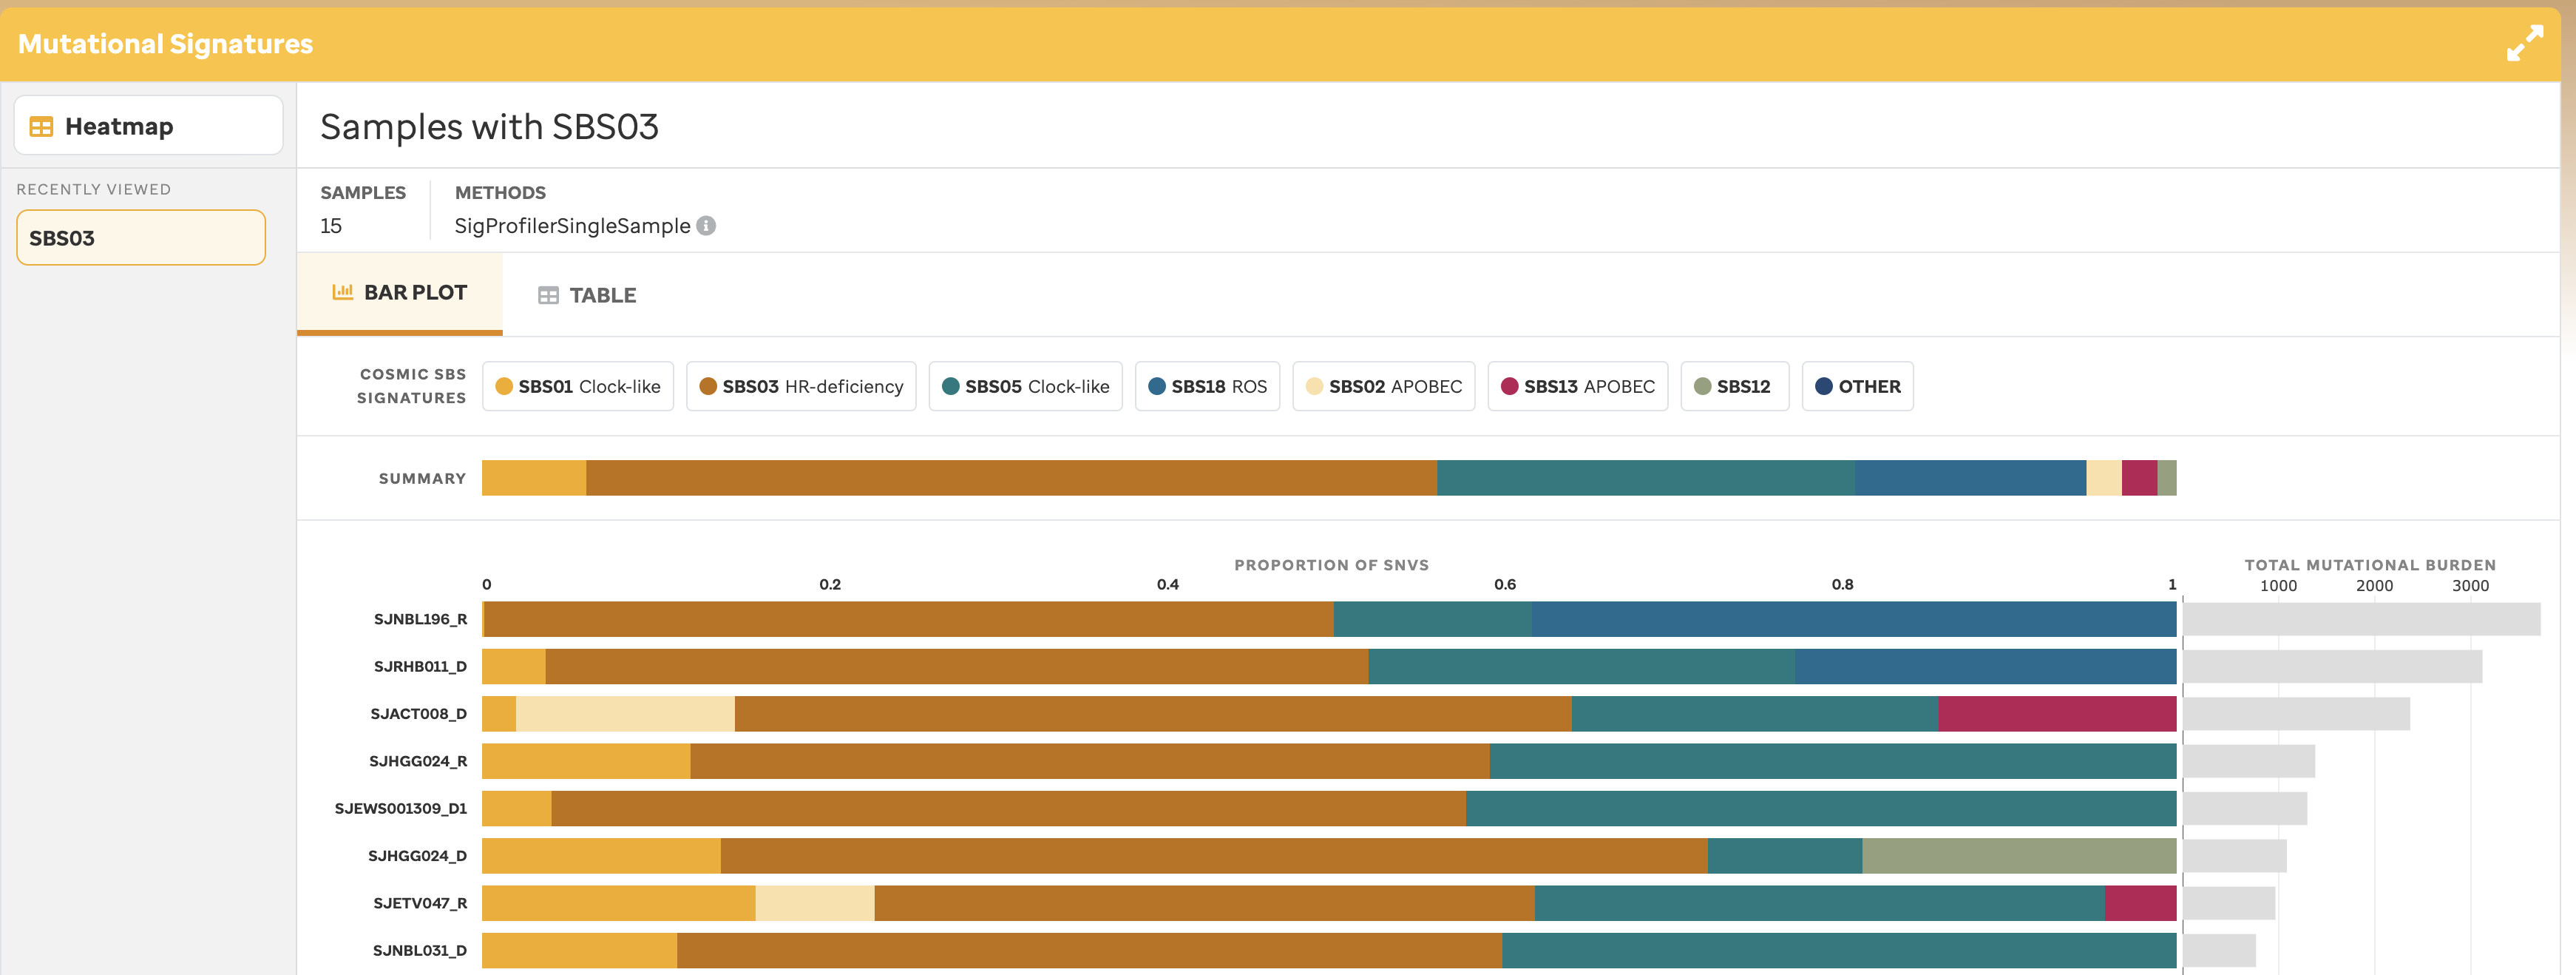 Mutational Signatures
Heatmap
RECENTLY VIEWED
SBS03
Samples with SBS03
SAMPLES
15
METHODS
SigProfilerSingleSample
BAR PLOT
TABLE
COSMIC SBS
SIGNATURES
SBS01 Clock-like
SBS03 HR-deficiency
SBS05 Clock-like
SBS18 ROS
SBS02 APOBEC
SBS13 APOBEC
SBS12
OTHER
SUMMARY
PROPORTION OF SNVS
0 0.2 0.4 0.6 0.8 1
TOTAL MUTATIONAL BURDEN
1000 2000 3000
SJNBL196_R
SJRHB011_D
SJACT008_D
SJHGG024_R
SJEWS001309_D1
SJHGG024_D
SJETV047_R
SJNBL031_D